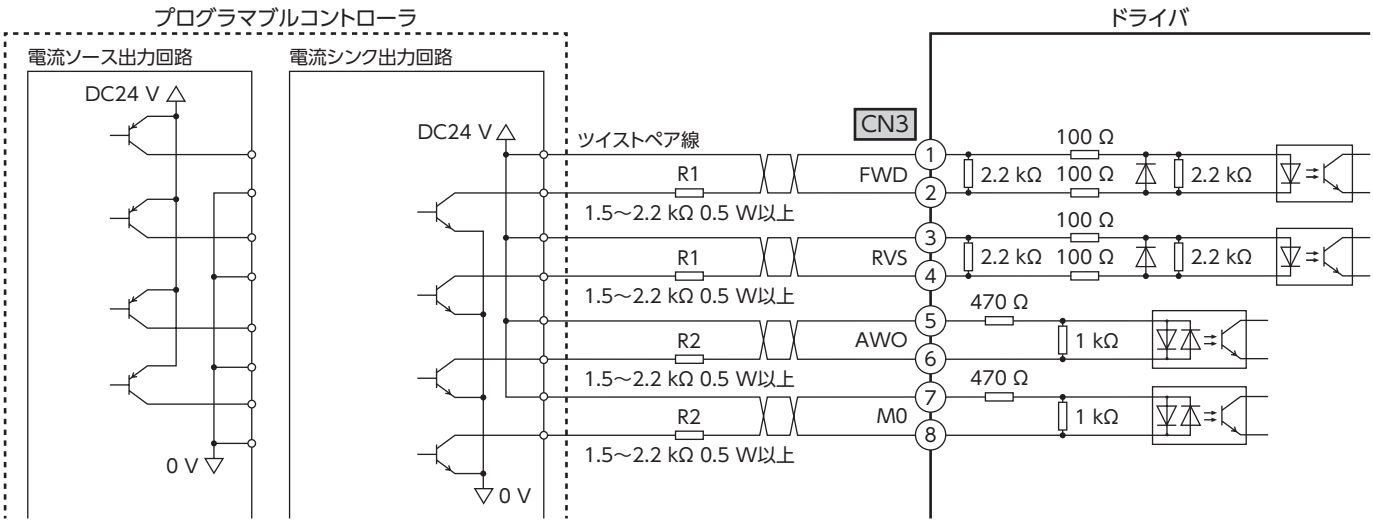 プログラマブルコントローラ
ドライバ
電流ソース出力回路
電流シンク出力回路
DC24 V
DC24 V
ツイストペア線
CN3
R1
1.5～2.2 kΩ 0.5 W以上
FWD
1
2
100 Ω
2.2 kΩ
100 Ω
2.2 kΩ
R1
1.5～2.2 kΩ 0.5 W以上
RVS
3
4
100 Ω
2.2 kΩ
100 Ω
2.2 kΩ
R2
1.5～2.2 kΩ 0.5 W以上
AWO
5
6
470 Ω
1 kΩ
R2
1.5～2.2 kΩ 0.5 W以上
M0
7
8
470 Ω
1 kΩ
0 V
0 V